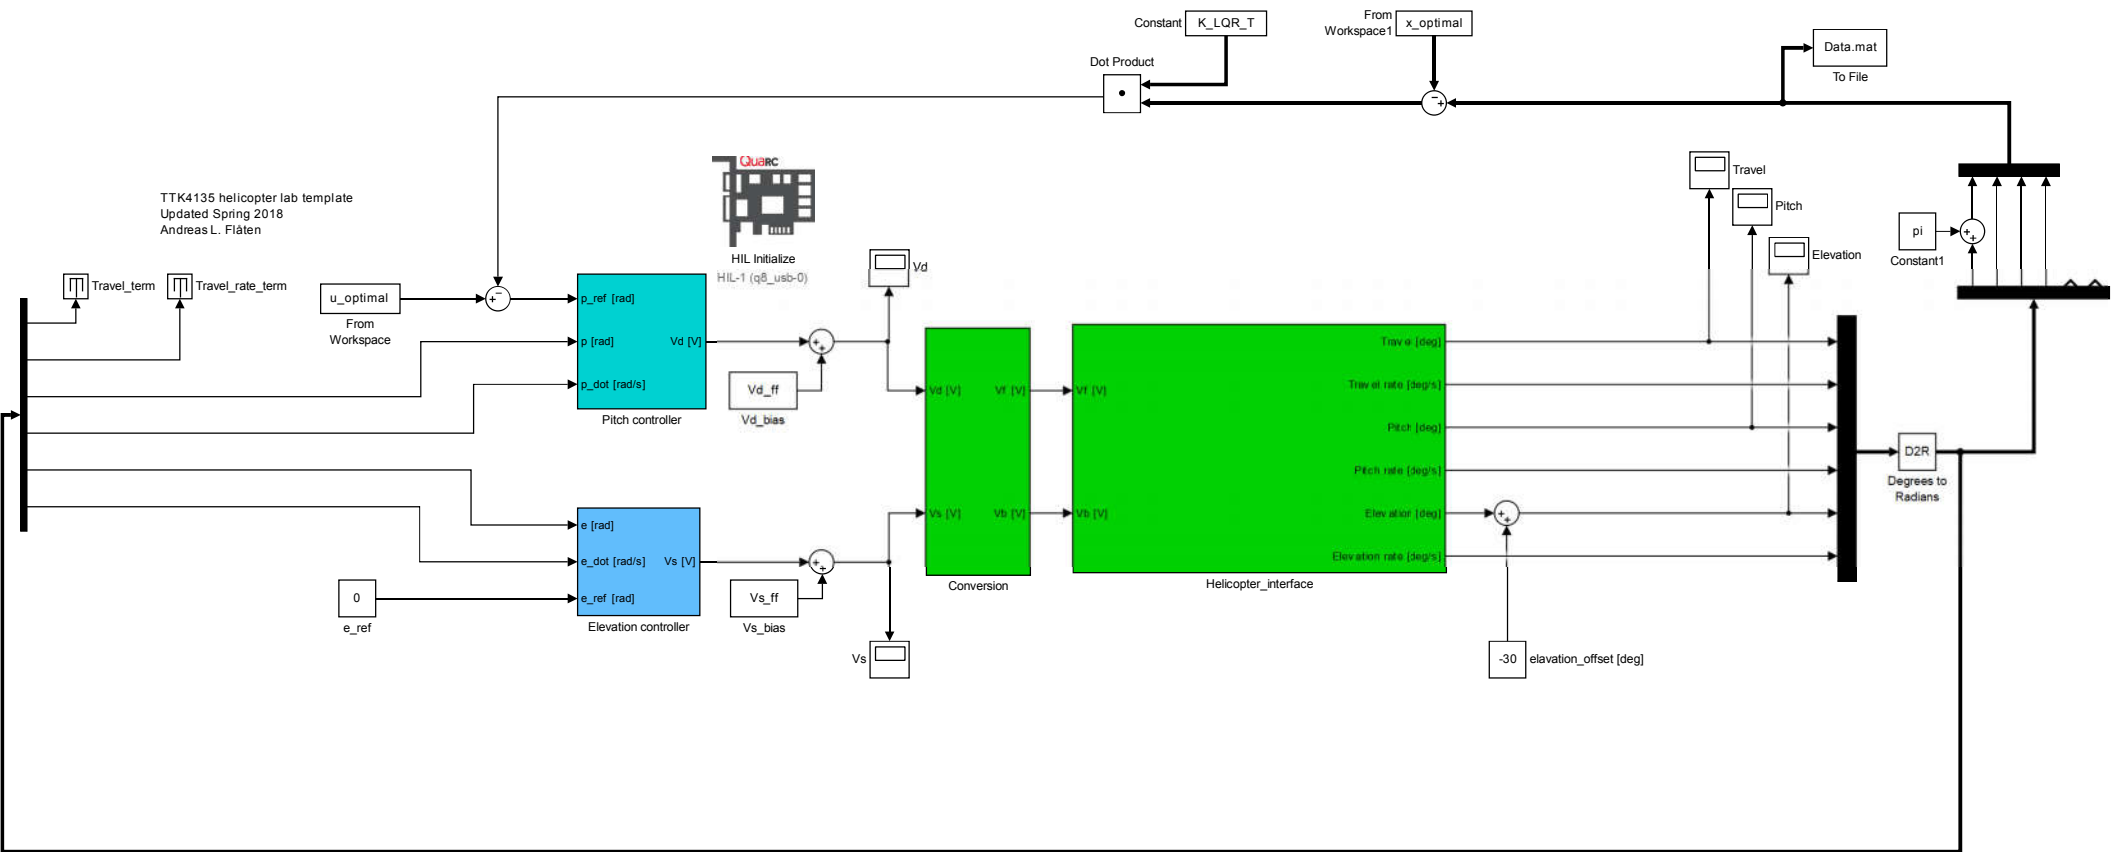 Constant
K_LQR_T
From
Workspace1
x_optimal
Data.mat
To File
Dot Product
QuaRC
HIL Initialize
HIL-1 (q8_usb-0)
TTK4135 helicopter lab template
Updated Spring 2018
Andreas L. Flåten
Travel
Pitch
Elevation
pi
Constant1
Travel_term
Travel_rate_term
u_optimal
From
Workspace
p_ref [rad]
p [rad]
p_dot [rad/s]
Vd [V]
Pitch controller
Vd_ff
Vd_bias
Vd
Vd [V]
Vf [V]
Vs [V]
Vb [V]
Conversion
Vf [V]
Vb [V]
Travel [deg]
Travel rate [deg/s]
Pitch [deg]
Pitch rate [deg/s]
Elevation [deg]
Elevation rate [deg/s]
Helicopter_interface
D2R
Degrees to
Radians
e [rad]
e_dot [rad/s]
e_ref [rad]
Vs [V]
Elevation controller
0
e_ref
Vs_ff
Vs_bias
Vs
-30
elavation_offset [deg]